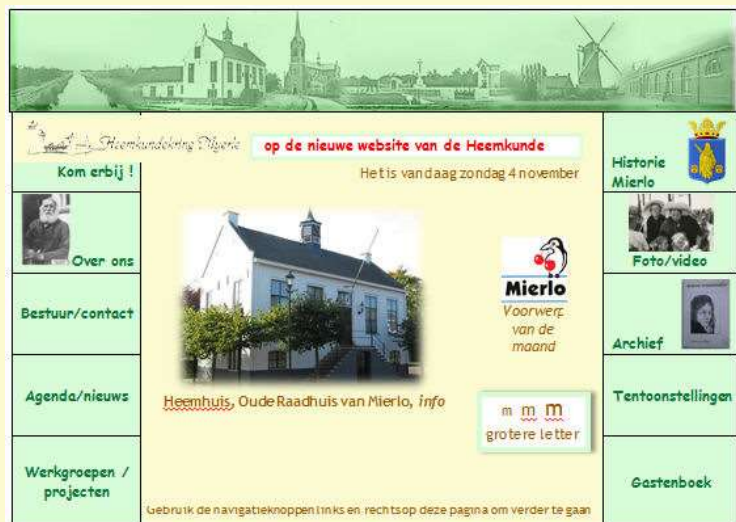 Heemkundekring Myerle
op de nieuwe website van de Heemkunde
Kom erbij !
Het is vandaag zondag 4 november
Historie
Mierlo
Over ons
Foto/video
Mierlo
Voorwerp
van de
maand
Bestuur/contact
Archief
Heemhuis, Oude Raadhuis van Mierlo, info
Agenda/nieuws
m m m
grotere letter
Tentoonstellingen
Werkgroepen /
projecten
Gastenboek
Gebruik de navigatieknoppen links en rechts op deze pagina om verder te gaan